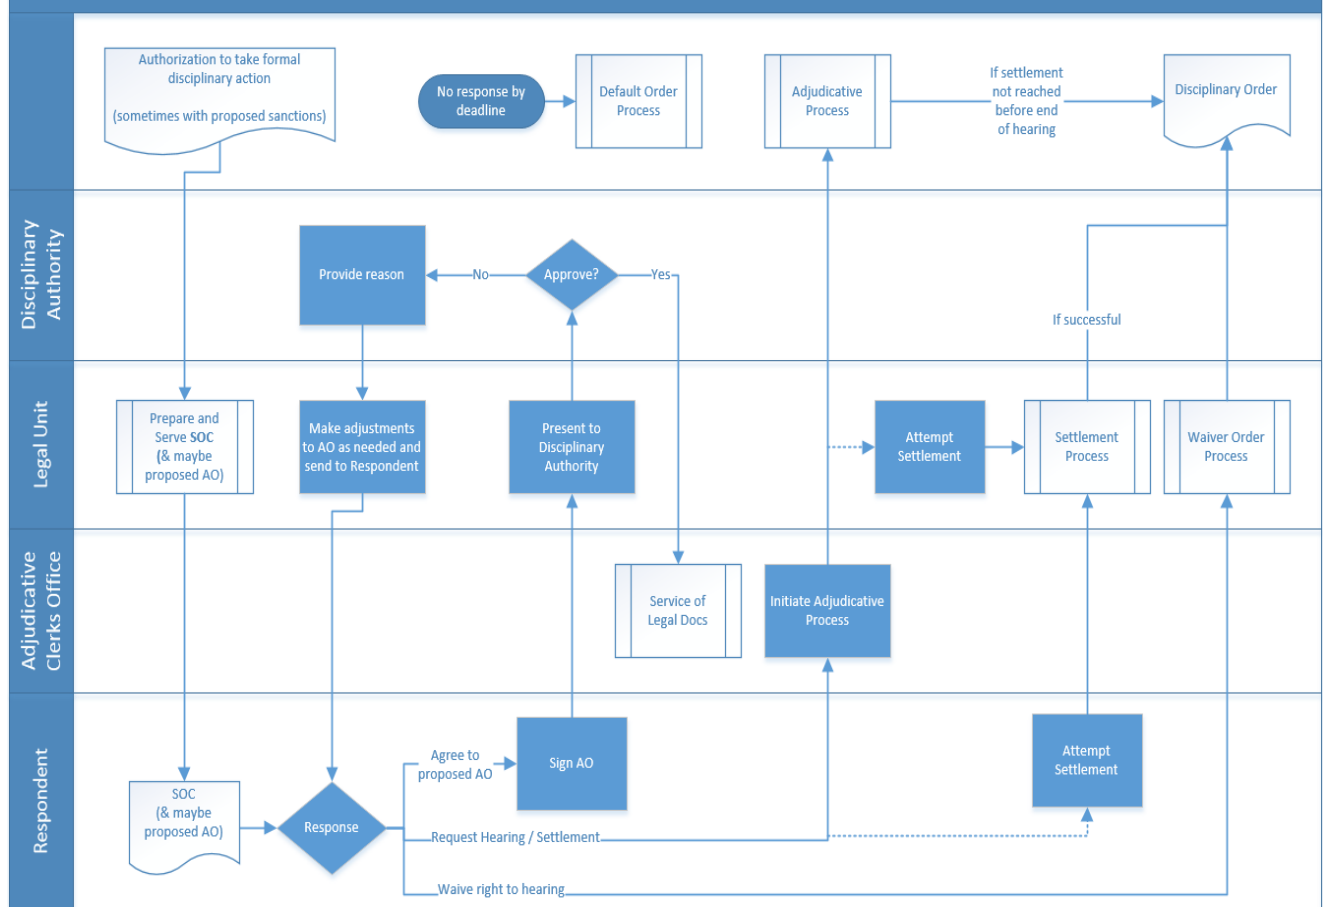 Authorization to take formal
disciplinary action
(sometimes with proposed sanctions)
No response by
deadline
Default Order
Process
Adjudicative
Process
If settlement
not reached
before end
of hearing
Disciplinary Order
Disciplinary
Authority
Provide reason
No
Approve?
Yes
If successful
Legal Unit
Prepare and
Serve SOC
(& maybe
proposed AO)
Make adjustments
to AO as needed and
send to Respondent
Present to
Disciplinary
Authority
Attempt
Settlement
Settlement
Process
Waiver Order
Process
Adjudicative
Clerks Office
Service of
Legal Docs
Initiate Adjudicative
Process
Respondent
SOC
(& maybe
proposed AO)
Response
Agree to
proposed AO
Sign AO
Attempt
Settlement
Request Hearing / Settlement
Waive right to hearing